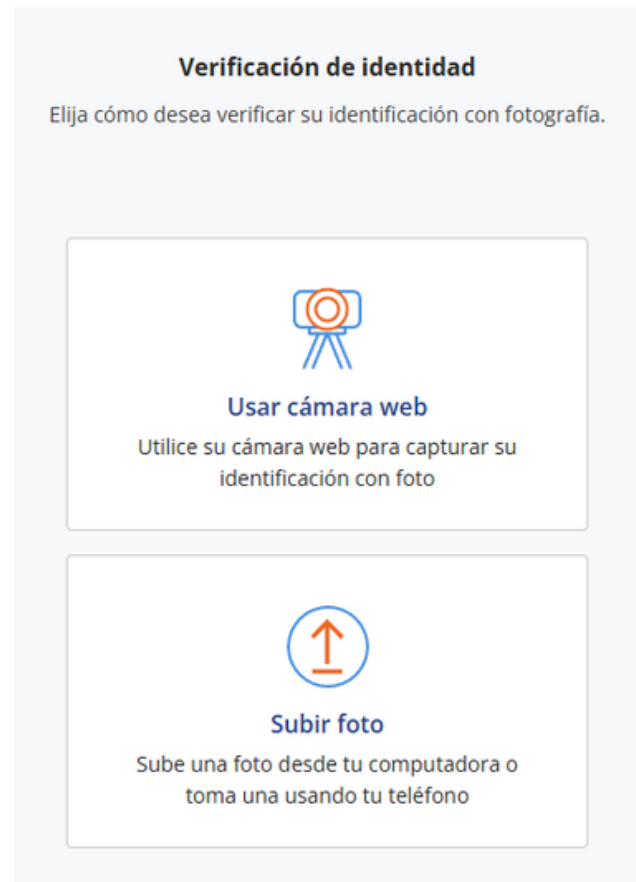 Verificación de identidad
Elija cómo desea verificar su identificación con fotografía.
Usar cámara web
Utilice su cámara web para capturar su
identificación con foto
Subir foto
Sube una foto desde tu computadora o
toma una usando tu teléfono